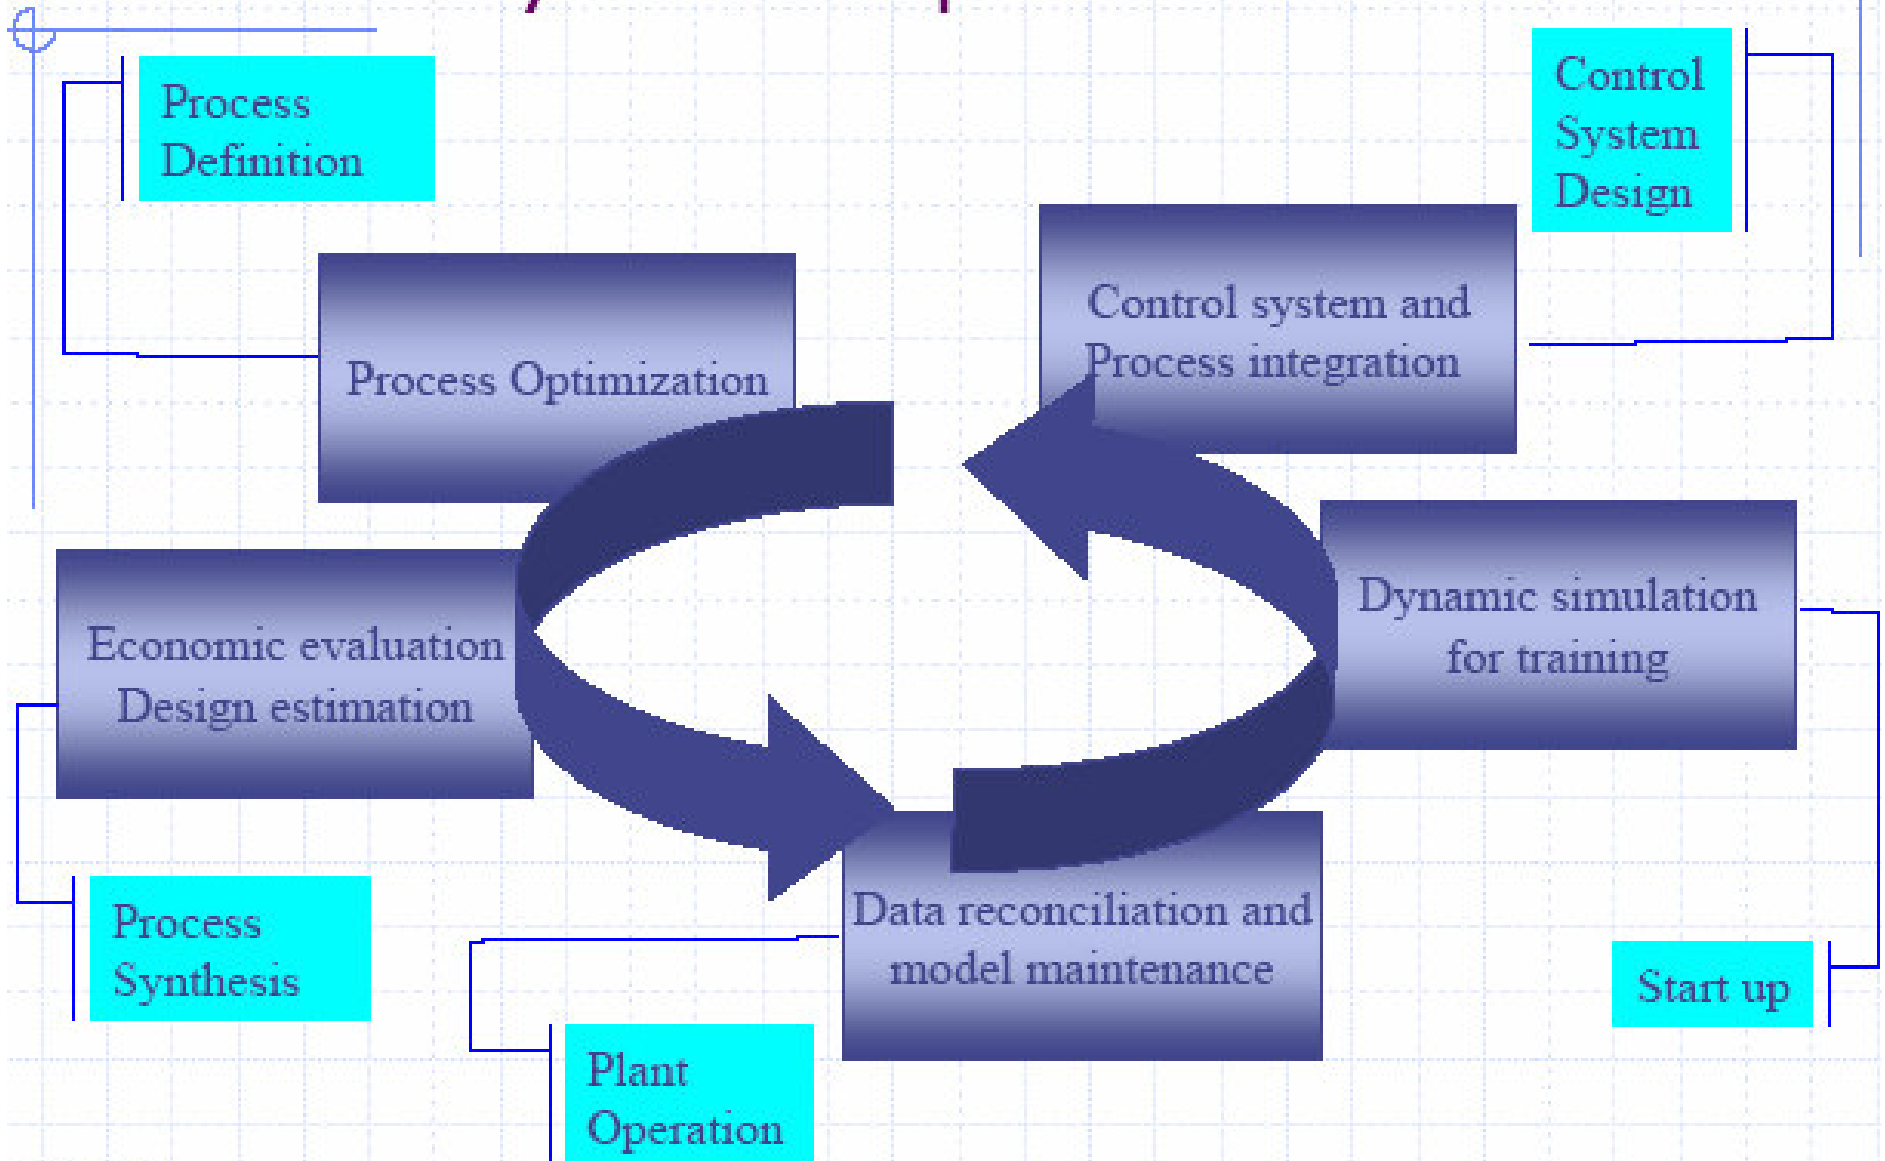 Process
Definition
Control
System
Design
Control system and
Process integration
Process Optimization
Dynamic simulation
for training
Economic evaluation
Design estimation
Data reconciliation and
model maintenance
Process
Synthesis
Start up
Plant
Operation